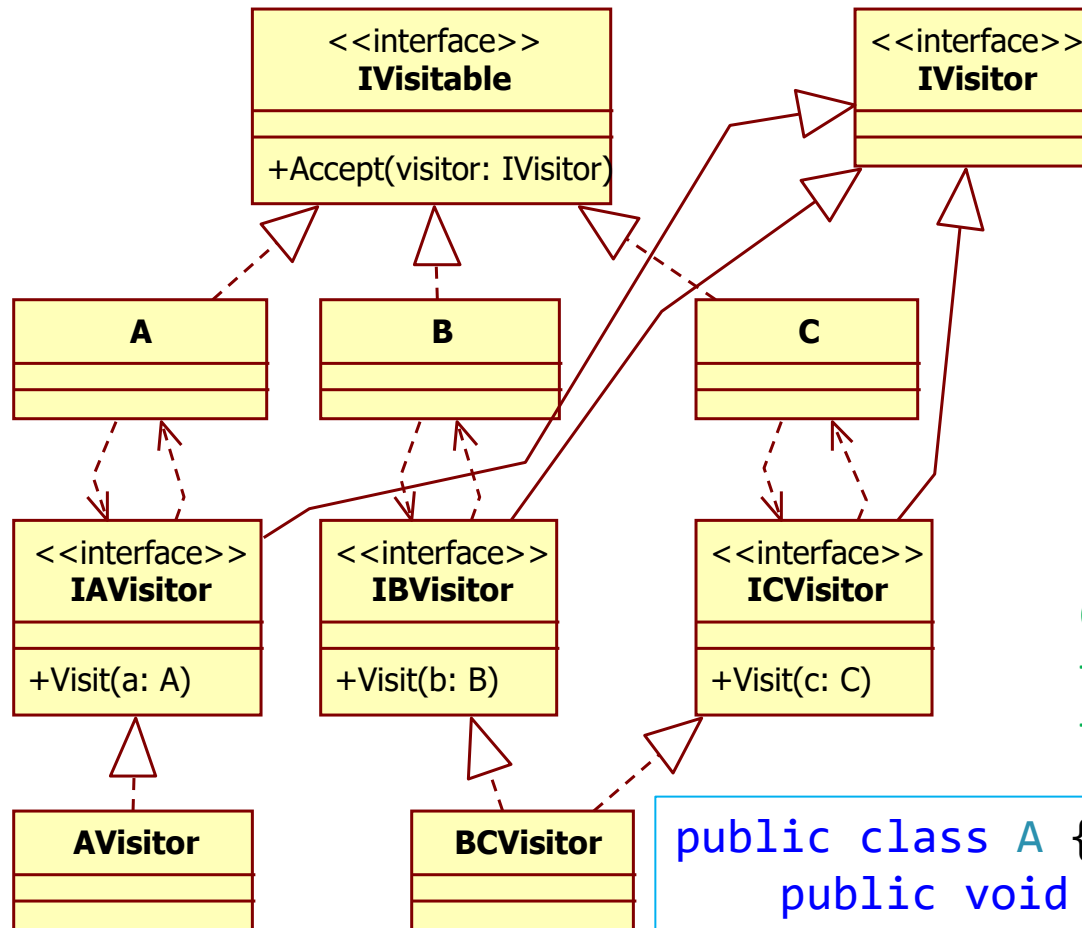 <<interface>>
IVisitable
+Accept(visitor: IVisitor)
<<interface>>
IVisitor
A
B
C
<<interface>>
IAVisitor
+Visit(a: A)
<<interface>>
IBVisitor
+Visit(b: B)
<<interface>>
ICVisitor
+Visit(c: C)
AVisitor
BCVisitor
public class A {
public void